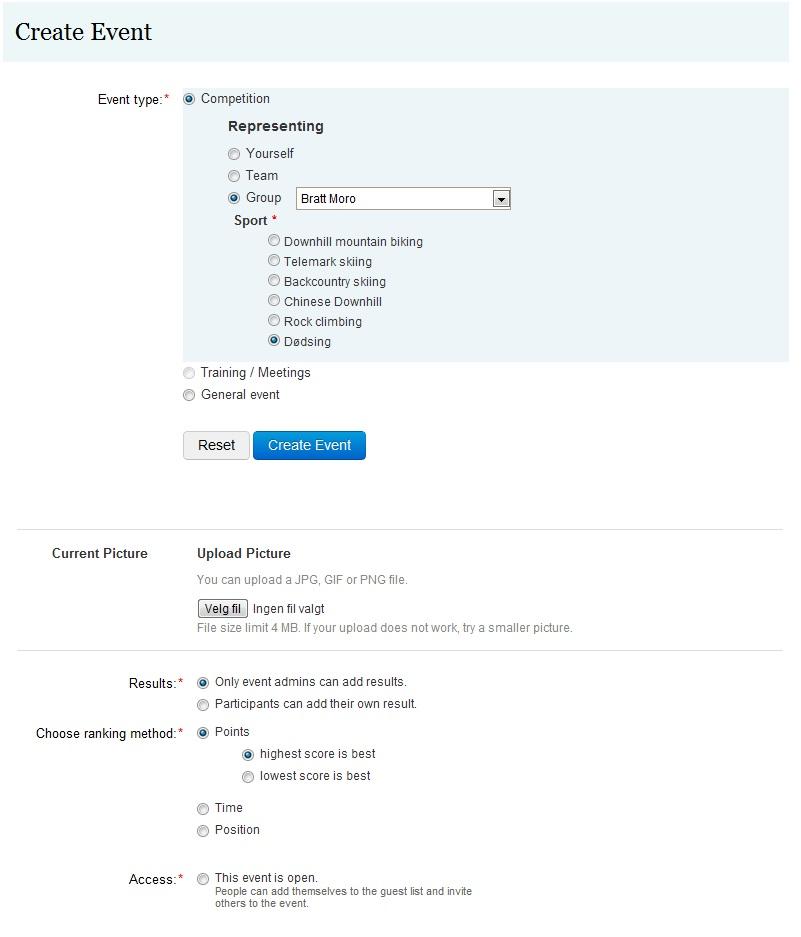 Create Event
Event type:* Competition
Representing
Yourself
Team
Group Bratt Moro
Sport *
Downhill mountain biking
Telemark skiing
Backcountry skiing
Chinese Downhill
Rock climbing
Dødsing
Training / Meetings
General event
Reset Create Event
Current Picture Upload Picture
You can upload a JPG, GIF or PNG file.
Velg fil Ingen fil valgt
File size limit 4 MB. If your upload does not work, try a smaller picture.
Results:* Only event admins can add results.
Participants can add their own result.
Choose ranking method:* Points
highest score is best
lowest score is best
Time
Position
Access:* This event is open.
People can add themselves to the guest list and invite
others to the event.